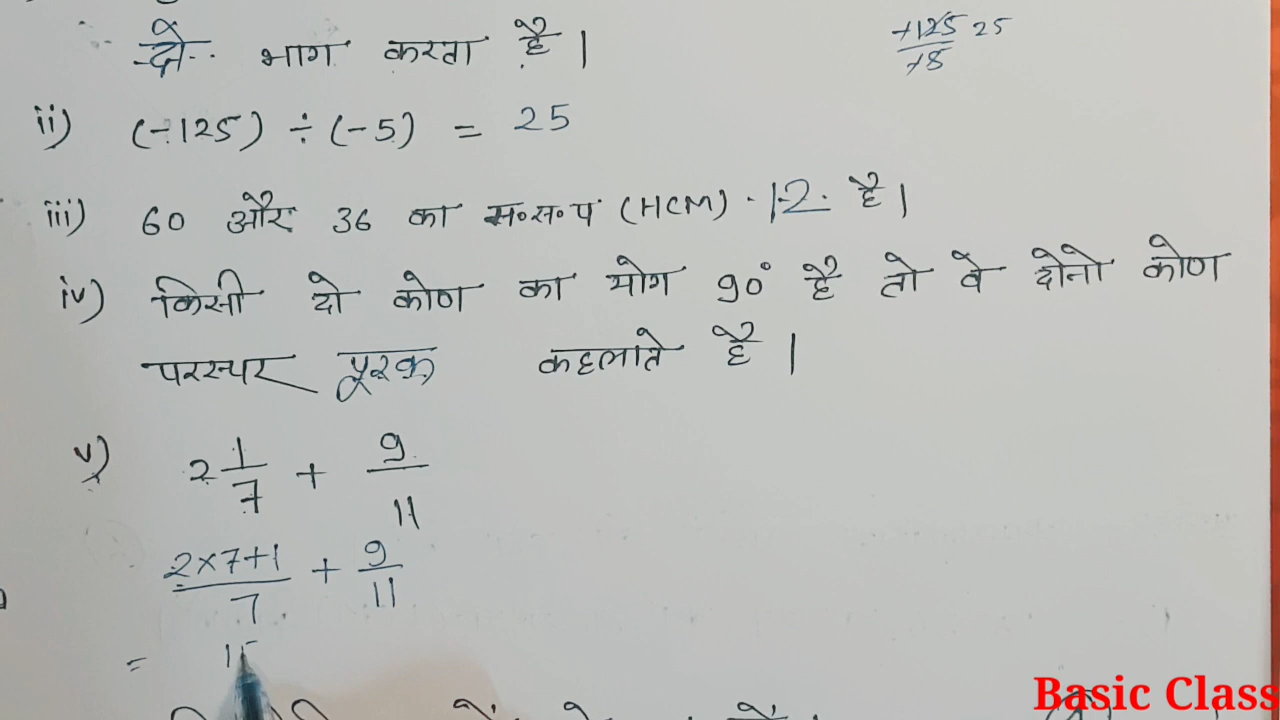 दो भाग करता है।
+125 25
+5
ii) (-125) ÷ (-5) = 25
iii) 60 और 36 का म०स०प (HCM) 12 है।
iv) किसी दो कोण का योग 90° है तो वे दोनो कोण
परस्पर पूरक कहलाते है।
v) 2 1/7 + 9/11
2×7+1/7 + 9/11
= 15
Basic Class